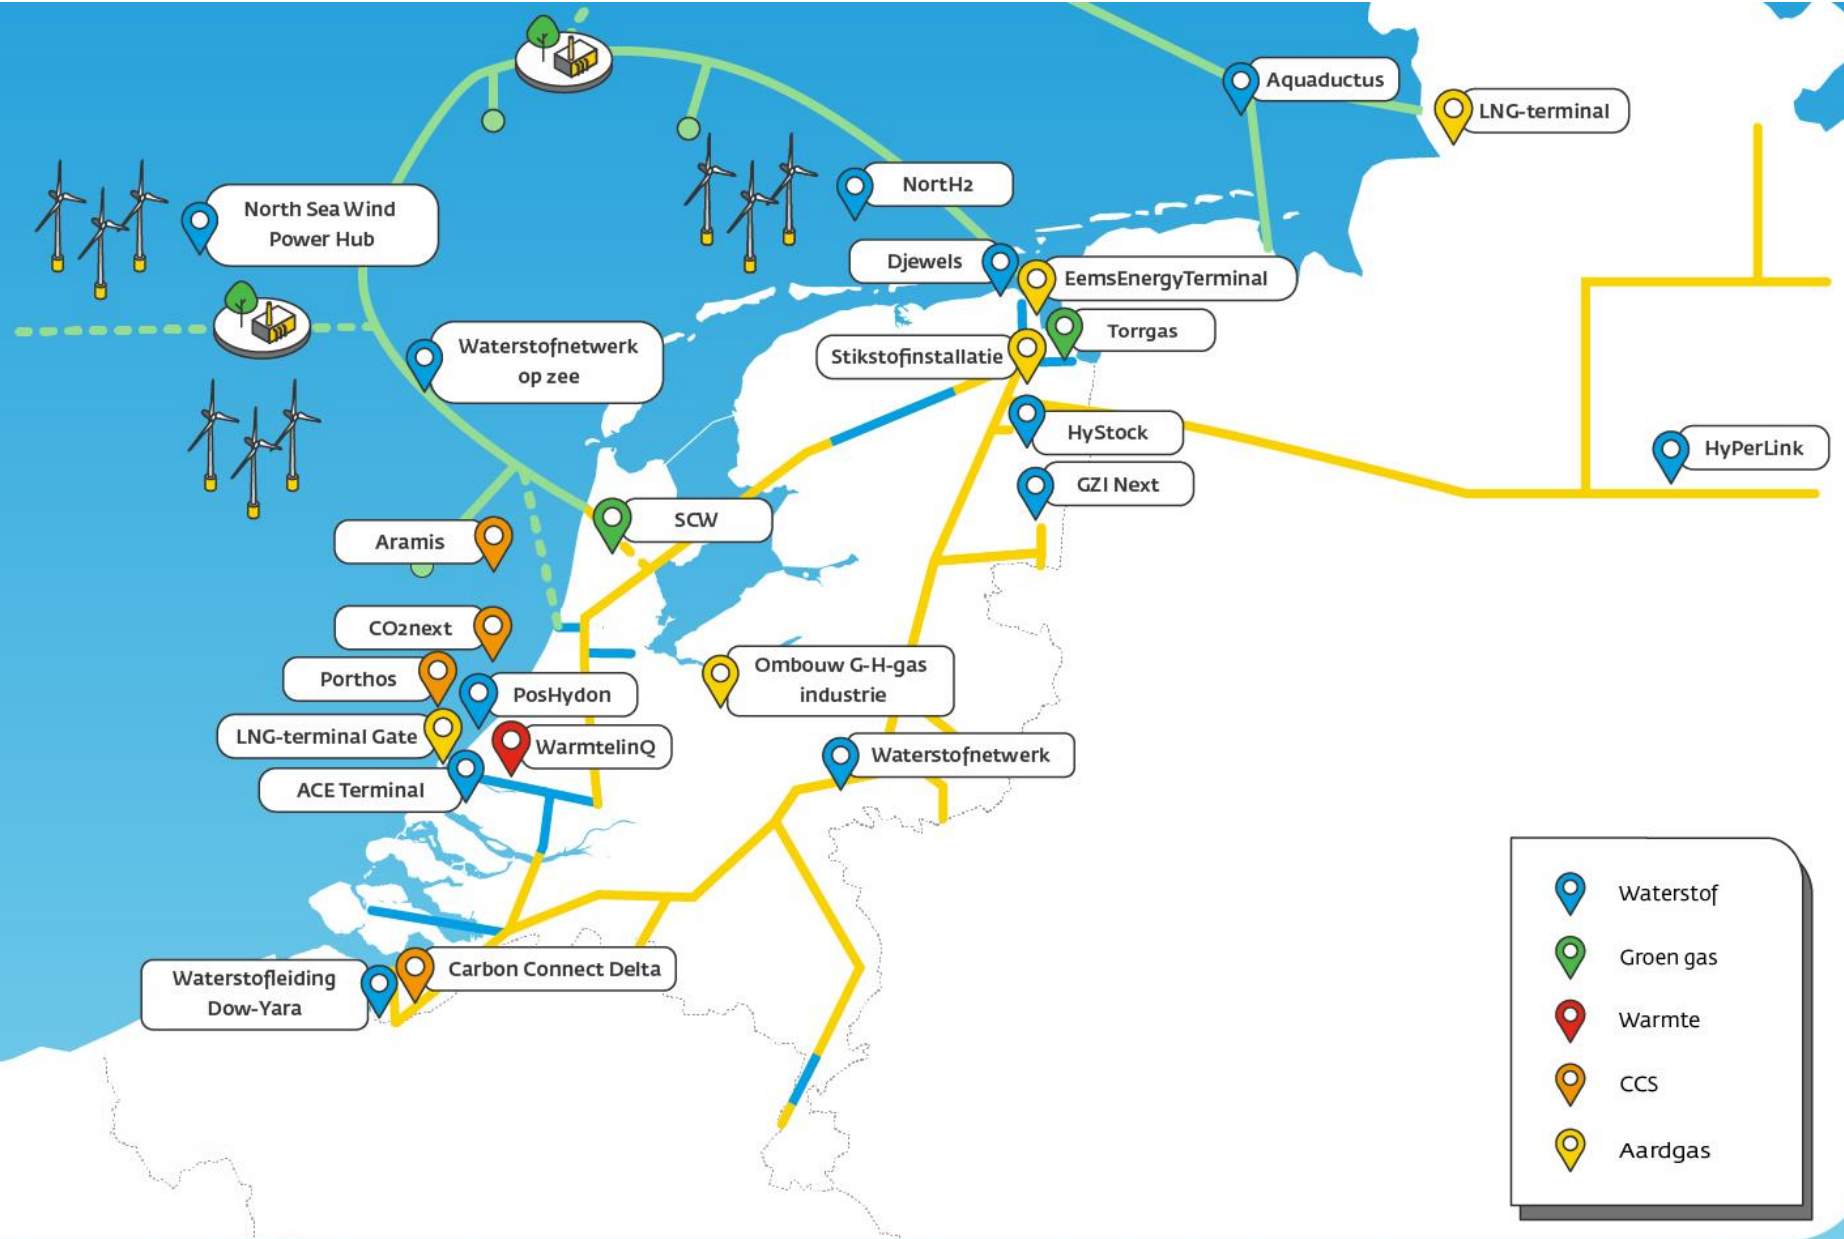 Aquaductus
LNG-terminal
NortH2
North Sea Wind
Power Hub
Djewels
EemsEnergyTerminal
Torrgas
Waterstofnetwerk
op zee
Stikstofinstallatie
HyStock
HyPerLink
GZI Next
SCW
Aramis
CO2next
Porthos
Ombouw G-H-gas
industrie
PosHydon
LNG-terminal Gate
WarmtelinQ
Waterstofnetwerk
ACE Terminal
Waterstof
Groen gas
Carbon Connect Delta
Waterstofleiding
Dow-Yara
Warmte
CCS
Aardgas